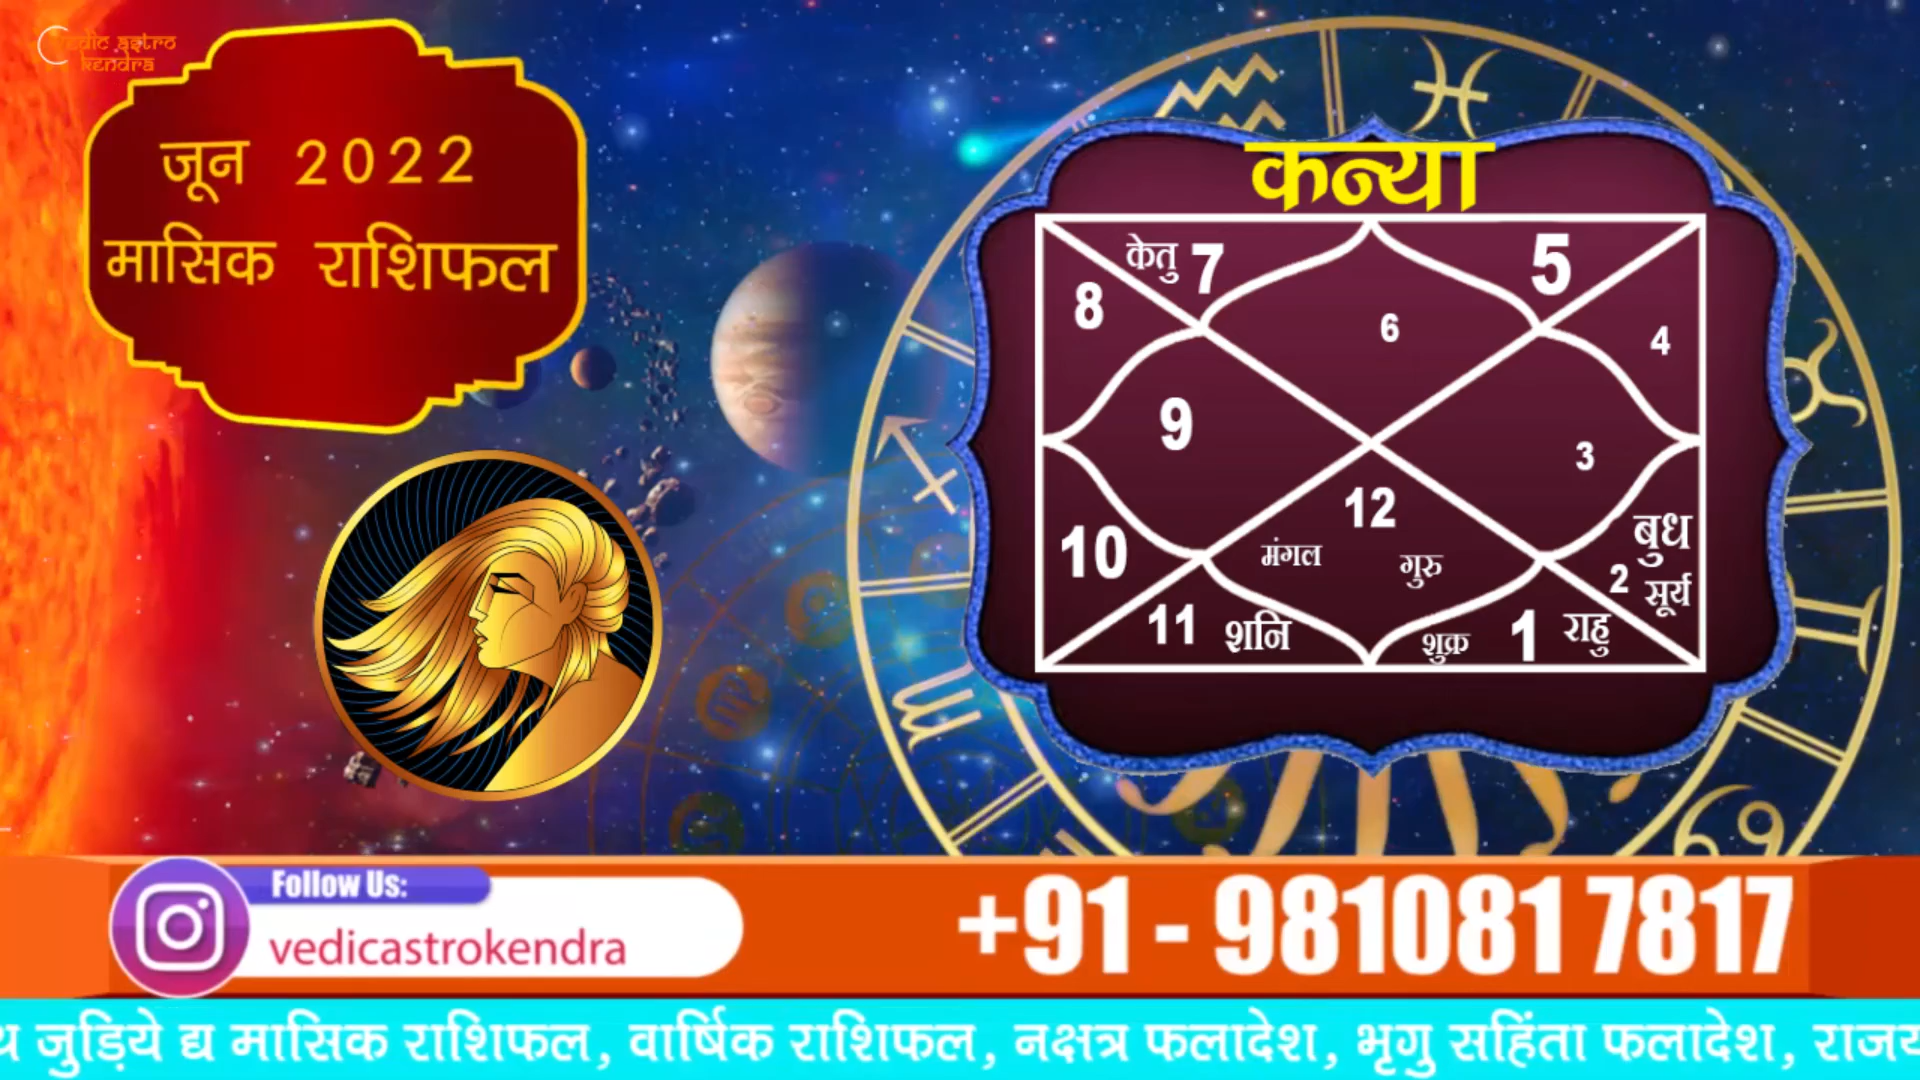 vedic astro
kendra
जून 2022
मासिक राशिफल
कन्या
केतु 7
5
8
6
4
9
3
12
10
मंगल
गुरु
बुध
2 सूर्य
11 शनि
शुक्र 1 राहु
Follow Us:
vedicastrokendra
+91 - 9810817817
जुड़िये द्य मासिक राशिफल, वार्षिक राशिफल, नक्षत्र फलादेश, भृगु सहिंता फलादेश,